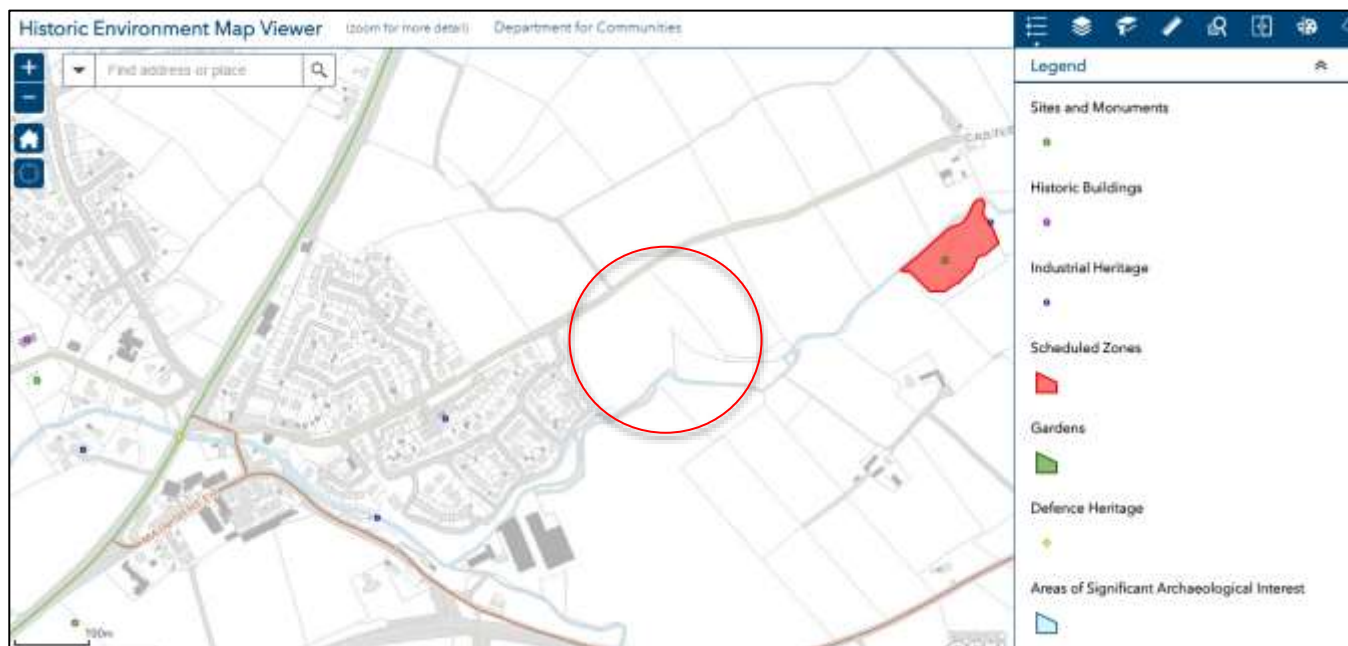 Historic Environment Map Viewer (zoom for more detail) Department for Communities
Find address or place
Legend
Sites and Monuments
Historic Buildings
Industrial Heritage
Scheduled Zones
Gardens
Defence Heritage
Areas of Significant Archaeological Interest
100m